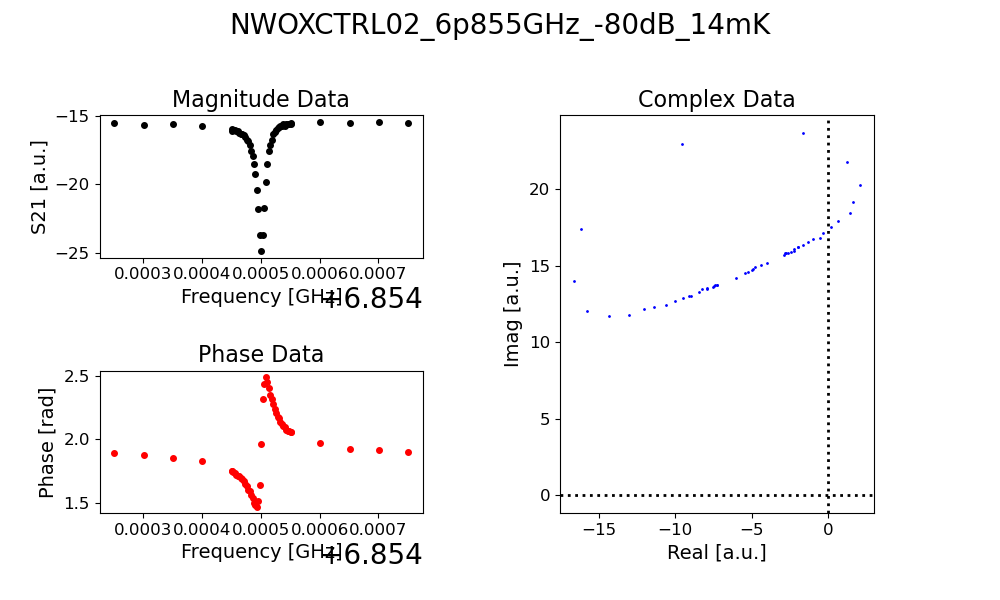 NWOXCTRL02_6p855GHz_-80dB_14mK
Magnitude Data
S21 [a.u.]
−15
−20
−25
0.0003 0.0004 0.0005 0.0006 0.0007
Frequency [GHz]
+6.854
Phase Data
Phase [rad]
2.5
2.0
1.5
0.0003 0.0004 0.0005 0.0006 0.0007
Frequency [GHz]
+6.854
Complex Data
Imag [a.u.]
20
15
10
5
0
−15 −10 −5 0
Real [a.u.]